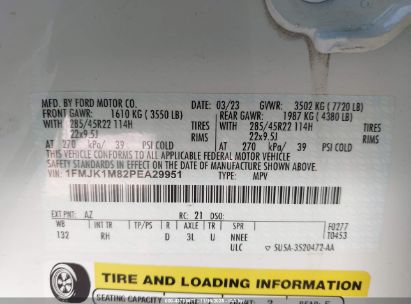 MFD. BY FORD MOTOR CO.
DATE: 03/23 GVWR: 3502 KG (7720 LB)
FRONT GAWR: 1610 KG (3550 LB) REAR GAWR: 1987 KG (4380 LB)
WITH 285/45R22 114H TIRES WITH 285/45R22 114H TIRES
22x9.5J RIMS 22x9.5J RIMS
AT 270 kPa/ 39 PSI COLD AT 270 kPa/ 39 PSI COLD
THIS VEHICLE CONFORMS TO ALL APPLICABLE FEDERAL MOTOR VEHICLE
SAFETY STANDARDS IN EFFECT ON THE DATE OF MANUFACTURE SHOWN ABOVE.
VIN: 1FMJK1M82PEA29951 TYPE: MPV
EXT PNT: AZ RC: 21 DSO:
WB INT TR TP/PS R AXLE TR SPR F0277
132 RH D 3L U NNEE T0453
ULC 5U5A-3520472-AA
TIRE AND LOADING INFORMATION
SEATING CAPACITY